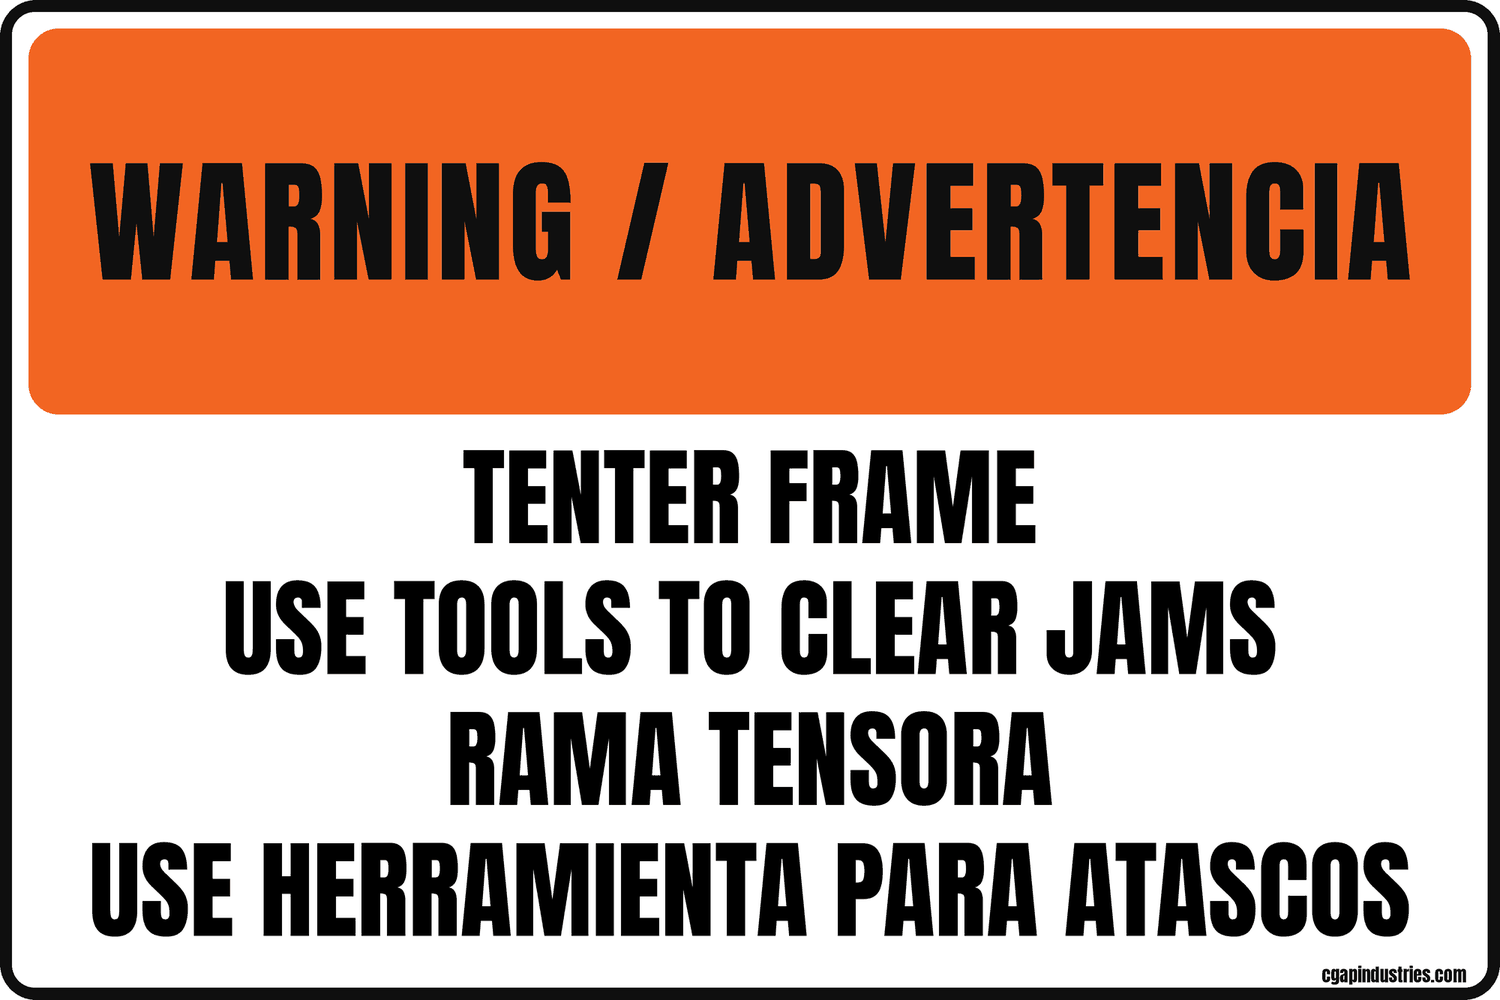 WARNING / ADVERTENCIA
TENTER FRAME
USE TOOLS TO CLEAR JAMS
RAMA TENSORA
USE HERRAMIENTA PARA ATASCOS
cgapindustries.com